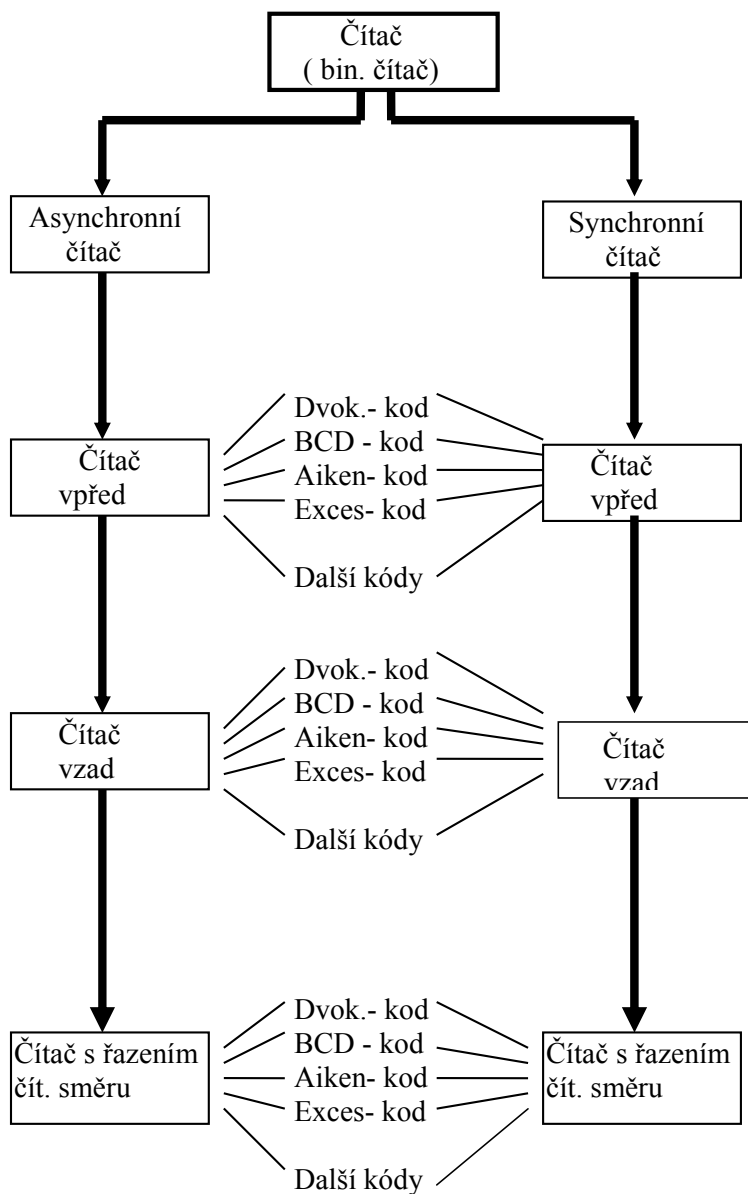 Čítač
( bin. čítač)
Asynchronní
čítač
Synchronní
čítač
Čítač
vpřed
Dvok.- kod
BCD - kod
Aiken- kod
Exces- kod
Další kódy
Čítač
vpřed
Čítač
vzad
Dvok.- kod
BCD - kod
Aiken- kod
Exces- kod
Další kódy
Čítač
vzad
Čítač s řazením
čít. směru
Dvok.- kod
BCD - kod
Aiken- kod
Exces- kod
Další kódy
Čítač s řazením
čít. směru